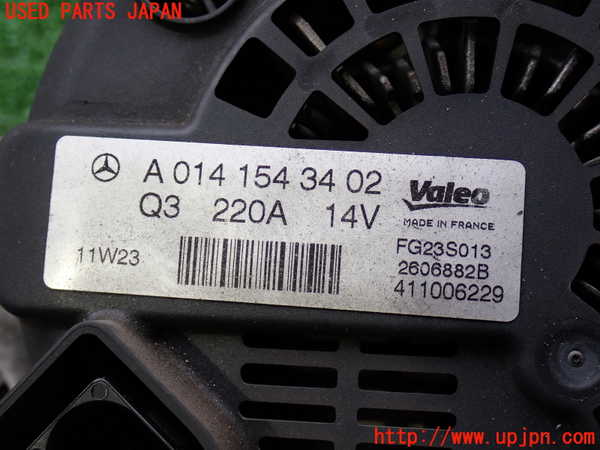 USED PARTS JAPAN
A 014 154 34 02
Q3 220A 14V
11W23
Valeo
MADE IN FRANCE
FG23S013
2606882B
411006229
http://www.upjpn.com/